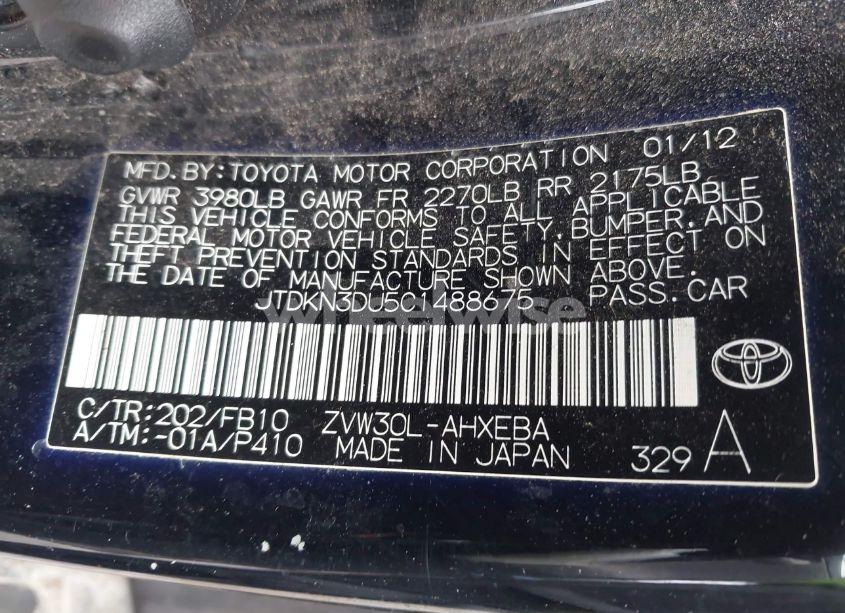 MFD.BY:TOYOTA MOTOR CORPORATION 01/12
GVWR 3980LB GAWR FR 2270LB RR 2175LB
THIS VEHICLE CONFORMS TO ALL APPLICABLE
FEDERAL MOTOR VEHICLE SAFETY,BUMPER,AND
THEFT PREVENTION STANDARDS IN EFFECT ON
THE DATE OF MANUFACTURE SHOWN ABOVE.
JTDKN3DU5C1488675 PASS.CAR
wheelwise
C/TR:202/FB10 ZVW30L-AHXEBA
A/TM:-01A/P410 MADE IN JAPAN 329 A